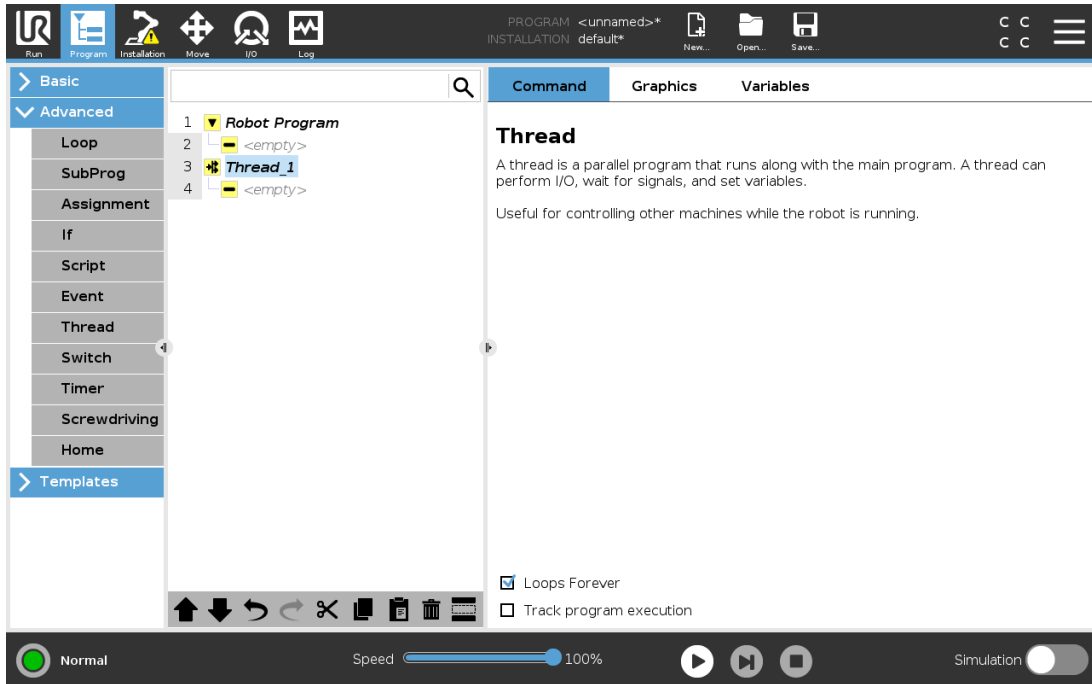 PROGRAM <unnamed>*
INSTALLATION default*
C C
C C
UR
Run
Program
Installation
Move
I/O
Log
New...
Open...
Save...
Basic
Advanced
Loop
SubProg
Assignment
If
Script
Event
Thread
Switch
Timer
Screwdriving
Home
Templates
1 Robot Program
2 <empty>
3 Thread_1
4 <empty>
Command
Graphics
Variables
Thread
A thread is a parallel program that runs along with the main program. A thread can
perform I/O, wait for signals, and set variables.
Useful for controlling other machines while the robot is running.
Loops Forever
Track program execution
Normal
Speed
100%
Simulation